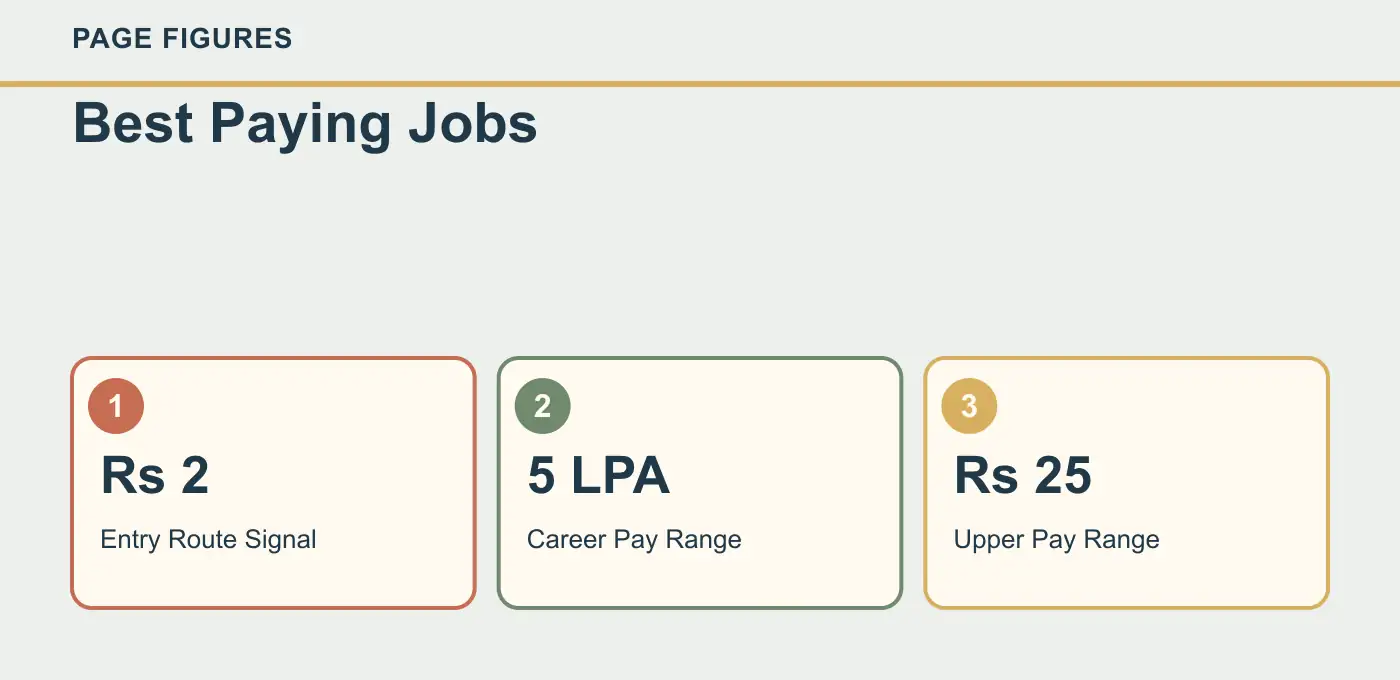 PAGE FIGURES
Best Paying Jobs
1
Rs 2
Entry Route Signal
2
5 LPA
Career Pay Range
3
Rs 25
Upper Pay Range